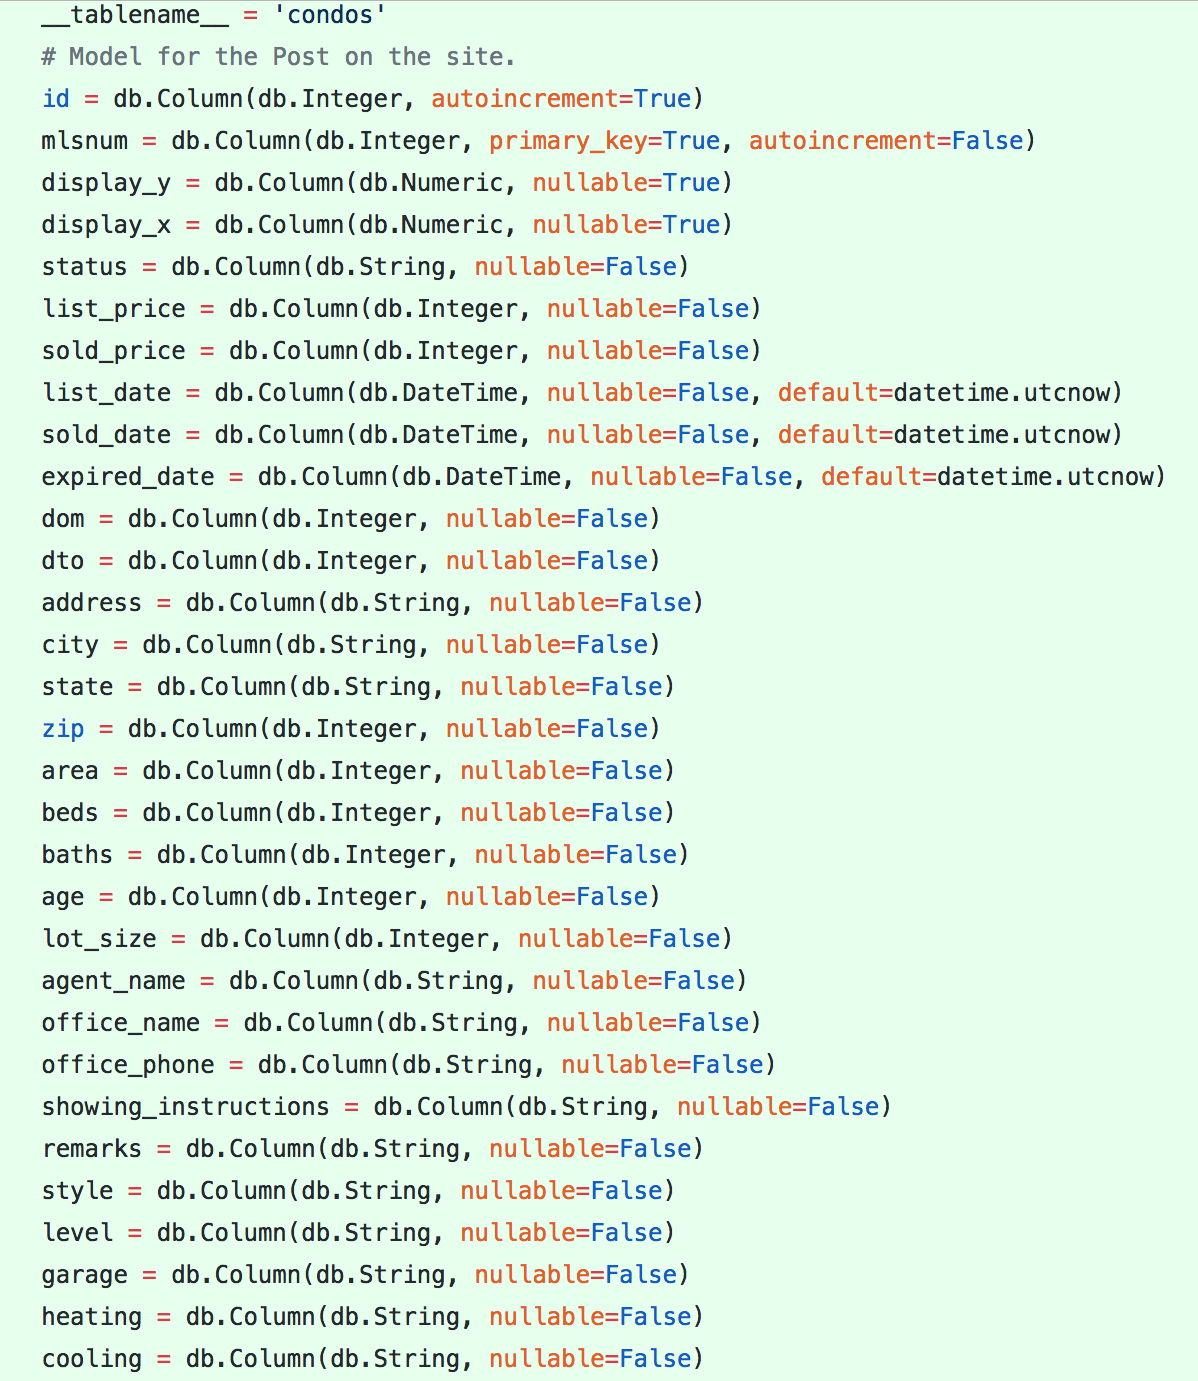 __tablename__ = 'condos'
# Model for the Post on the site.
id = db.Column(db.Integer, autoincrement=True)
mlsnum = db.Column(db.Integer, primary_key=True, autoincrement=False)
display_y = db.Column(db.Numeric, nullable=True)
display_x = db.Column(db.Numeric, nullable=True)
status = db.Column(db.String, nullable=False)
list_price = db.Column(db.Integer, nullable=False)
sold_price = db.Column(db.Integer, nullable=False)
list_date = db.Column(db.DateTime, nullable=False, default=datetime.utcnow)
sold_date = db.Column(db.DateTime, nullable=False, default=datetime.utcnow)
expired_date = db.Column(db.DateTime, nullable=False, default=datetime.utcnow)
dom = db.Column(db.Integer, nullable=False)
dto = db.Column(db.Integer, nullable=False)
address = db.Column(db.String, nullable=False)
city = db.Column(db.String, nullable=False)
state = db.Column(db.String, nullable=False)
zip = db.Column(db.Integer, nullable=False)
area = db.Column(db.Integer, nullable=False)
beds = db.Column(db.Integer, nullable=False)
baths = db.Column(db.Integer, nullable=False)
age = db.Column(db.Integer, nullable=False)
lot_size = db.Column(db.Integer, nullable=False)
agent_name = db.Column(db.String, nullable=False)
office_name = db.Column(db.String, nullable=False)
office_phone = db.Column(db.String, nullable=False)
showing_instructions = db.Column(db.String, nullable=False)
remarks = db.Column(db.String, nullable=False)
style = db.Column(db.String, nullable=False)
level = db.Column(db.String, nullable=False)
garage = db.Column(db.String, nullable=False)
heating = db.Column(db.String, nullable=False)
cooling = db.Column(db.String, nullable=False)